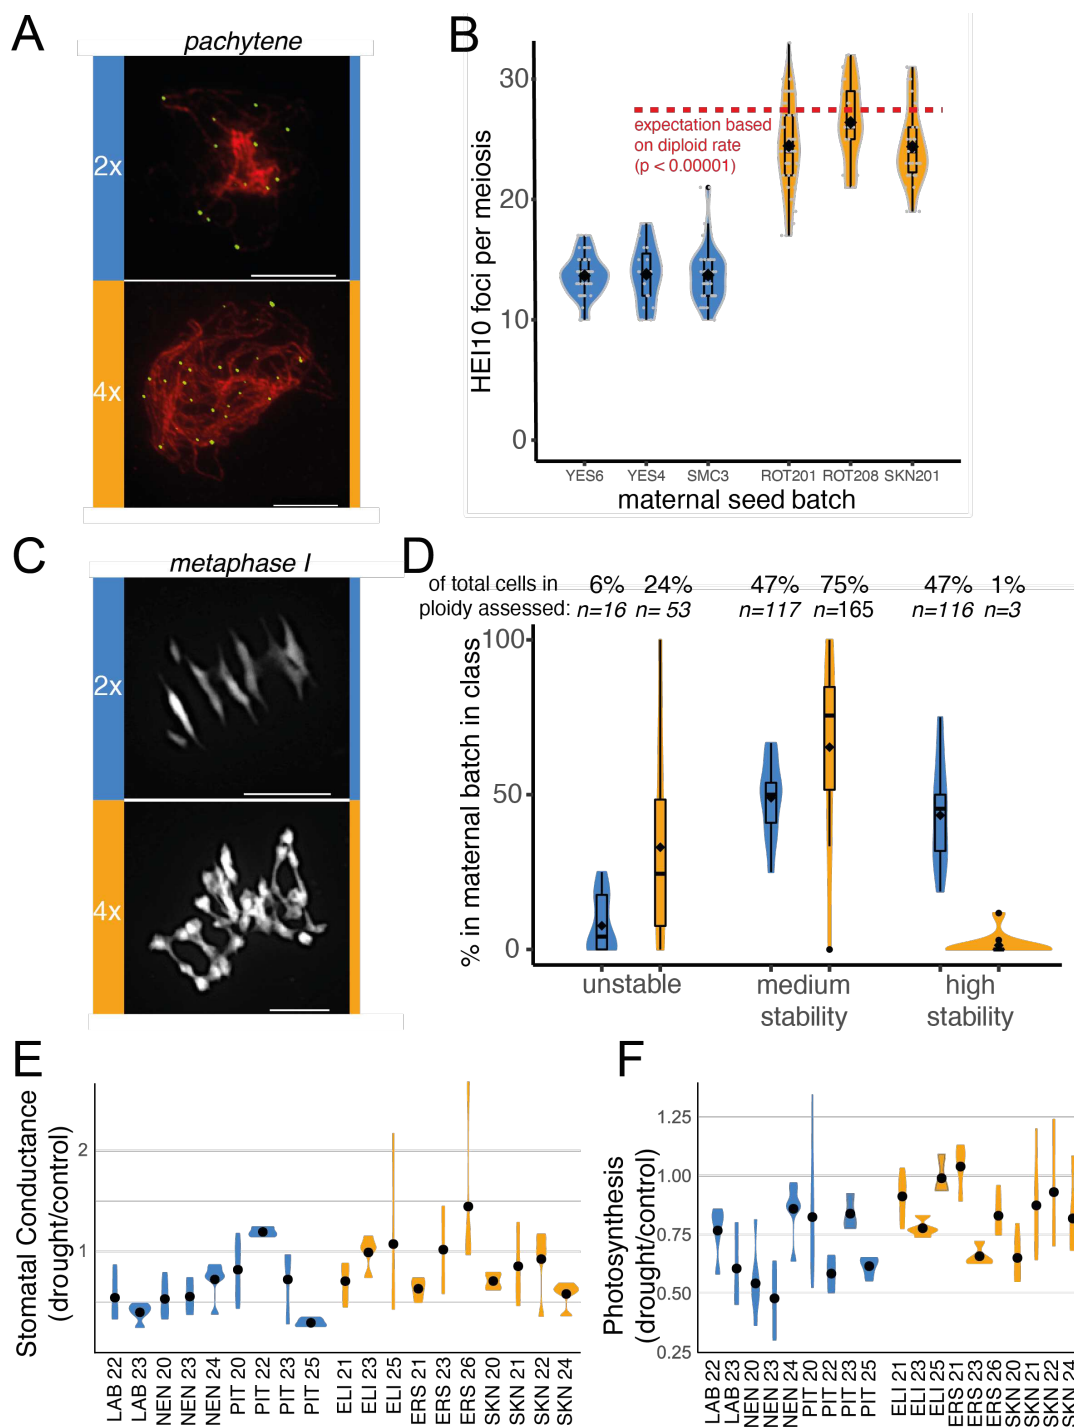 A
pachytene
2x
4x
B
HEI10 foci per meiosis
30
20
10
0
expectation based
on diploid rate
(p < 0.00001)
YES6 YES4 SMC3 ROT201 ROT208 SKN201
maternal seed batch
C
metaphase I
2x
4x
D
of total cells in 6% 24% 47% 75% 47% 1%
ploidy assessed: n=16 n= 53 n=117 n=165 n=116 n=3
% in maternal batch in class
100
50
0
unstable medium stability high stability
E
Stomatal Conductance
(drought/control)
2
1
LAB 22 LAB 23 NEN 20 NEN 23 NEN 24 PIT 20 PIT 22 PIT 23 PIT 25 ELI 21 ELI 23 ELI 25 ERS 21 ERS 23 ERS 26 SKN 20 SKN 21 SKN 22 SKN 24
F
Photosynthesis
(drought/control)
1.25
1.00
0.75
0.50
0.25
LAB 22 LAB 23 NEN 20 NEN 23 NEN 24 PIT 20 PIT 22 PIT 23 PIT 25 ELI 21 ELI 23 ELI 25 ERS 21 ERS 23 ERS 26 SKN 20 SKN 21 SKN 22 SKN 24